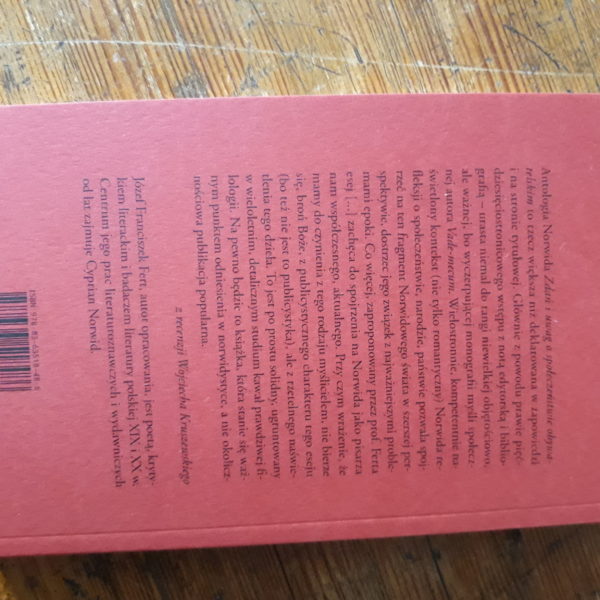 Antologia Norwida Zdań i uwag o społeczeństwie obywa-
telskim to rzecz większa niż deklarowana w zapowiedzi
i na stronie tytułowej. Głównie z powodu prawie pięć-
dziesięciostronicowego wstępu z notą edytorską i biblio-
grafią – urasta niemal do rangi niewielkiej objętościowo,
ale ważnej, bo wyczerpującej monografii myśli społecz-
nej autora Vade-mecum. Wielostronnie, kompetentnie na-
świetlony kontekst (nie tylko romantyczny) Norwida re-
fleksji o społeczeństwie, narodzie, państwie pozwala spoj-
rzeć na ten fragment Norwidowego świata w szerszej per-
spektywie, dostrzec jego związek z najważniejszymi proble-
mami epoki. Co więcej, zaproponowany przez prof. Ferta
esej [...] zachęca do spojrzenia na Norwida jako pisarza
nam współczesnego, aktualnego. Przy czym wrażenie, że
mamy do czynienia z tego rodzaju myślicielem, nie bierze
się, broń Boże, z publicystycznego charakteru tego eseju
(bo też nie jest to publicystyka), ale z rzetelnego naświe-
tlenia tego dzieła. To jest po prostu solidny, ugruntowany
w wieloletnim, detalicznym studium kawał prawdziwej fi-
lologii. Na pewno będzie to książka, która stanie się waż-
nym punktem odniesienia w norwidystyce, a nie okolicz-
nościowa publikacja popularna.
z recenzji Wojciecha Kruszewskiego
Józef Franciszek Fert, autor opracowania, jest poetą, kryty-
kiem literackim i badaczem literatury polskiej XIX i XX w.
Centrum jego prac literaturoznawczych i wydawniczych
od lat zajmuje Cyprian Norwid.
ISBN 978